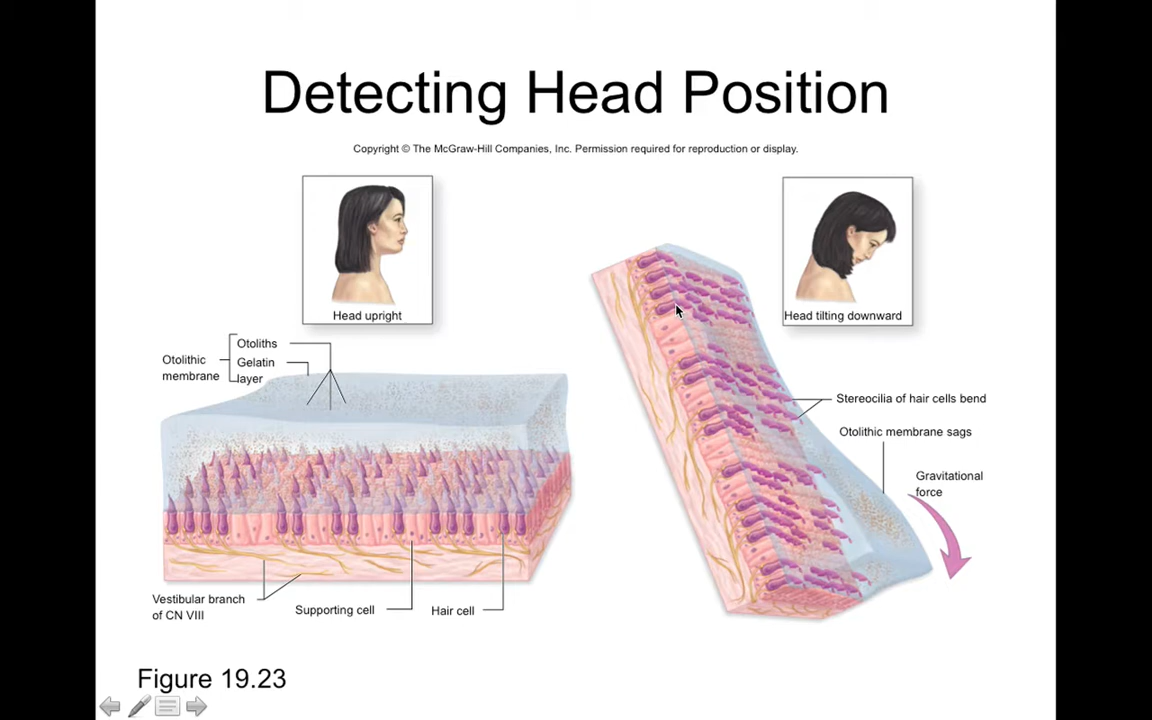 Detecting Head Position
Copyright © The McGraw-Hill Companies, Inc. Permission required for reproduction or display.
Head upright
Head tilting downward
Otolithic
membrane
Otoliths
Gelatin
layer
Stereocilia of hair cells bend
Otolithic membrane sags
Gravitational
force
Vestibular branch
of CN VIII
Supporting cell
Hair cell
Figure 19.23